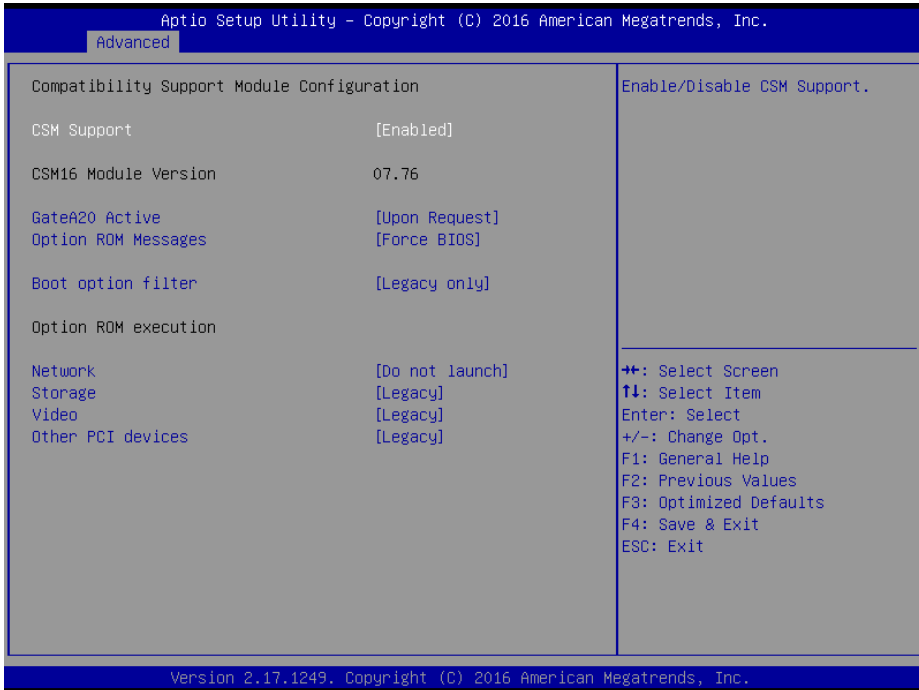 Aptio Setup Utility – Copyright (C) 2016 American Megatrends, Inc.
Advanced
Compatibility Support Module Configuration
CSM Support [Enabled]
CSM16 Module Version 07.76
GateA20 Active [Upon Request]
Option ROM Messages [Force BIOS]
Boot option filter [Legacy only]
Option ROM execution
Network [Do not launch]
Storage [Legacy]
Video [Legacy]
Other PCI devices [Legacy]
Enable/Disable CSM Support.
→←: Select Screen
↑↓: Select Item
Enter: Select
+/-: Change Opt.
F1: General Help
F2: Previous Values
F3: Optimized Defaults
F4: Save & Exit
ESC: Exit
Version 2.17.1249. Copyright (C) 2016 American Megatrends, Inc.